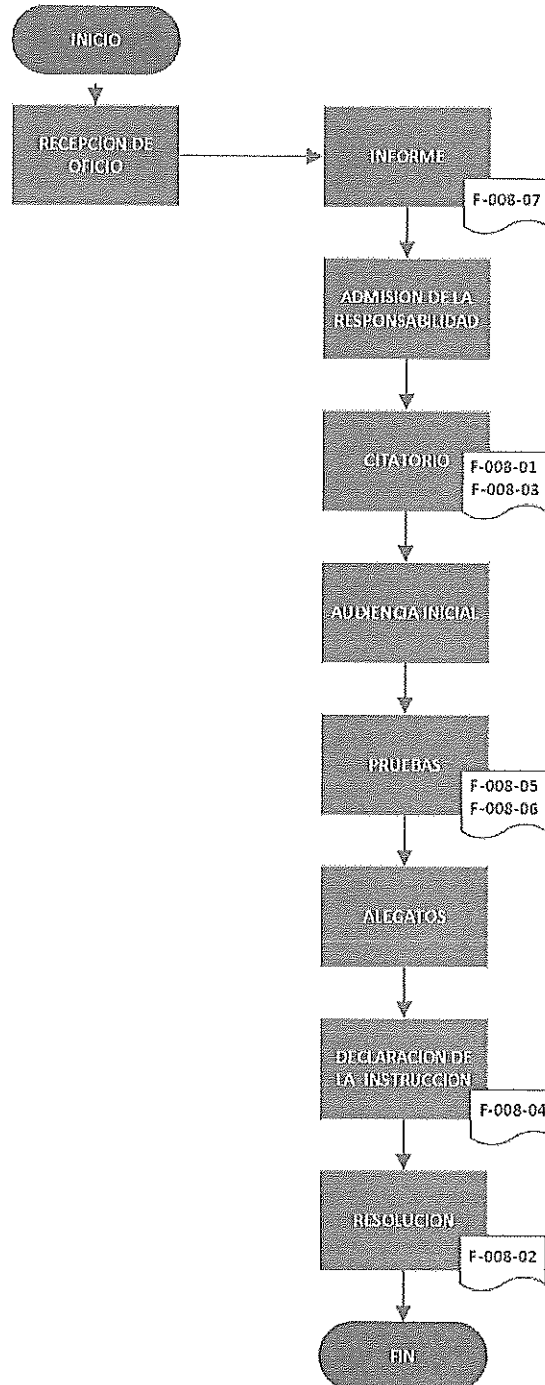 INICIO
RECEPCION DE
OFICIO
INFORME
F-008-07
ADMISION DE LA
RESPONSABILIDAD
CITATORIO
F-008-01
F-008-03
AUDIENCIA INICIAL
PRUEBAS
F-008-05
F-008-06
ALEGATOS
DECLARACION DE
LA INSTRUCCION
F-008-04
RESOLUCION
F-008-02
FIN